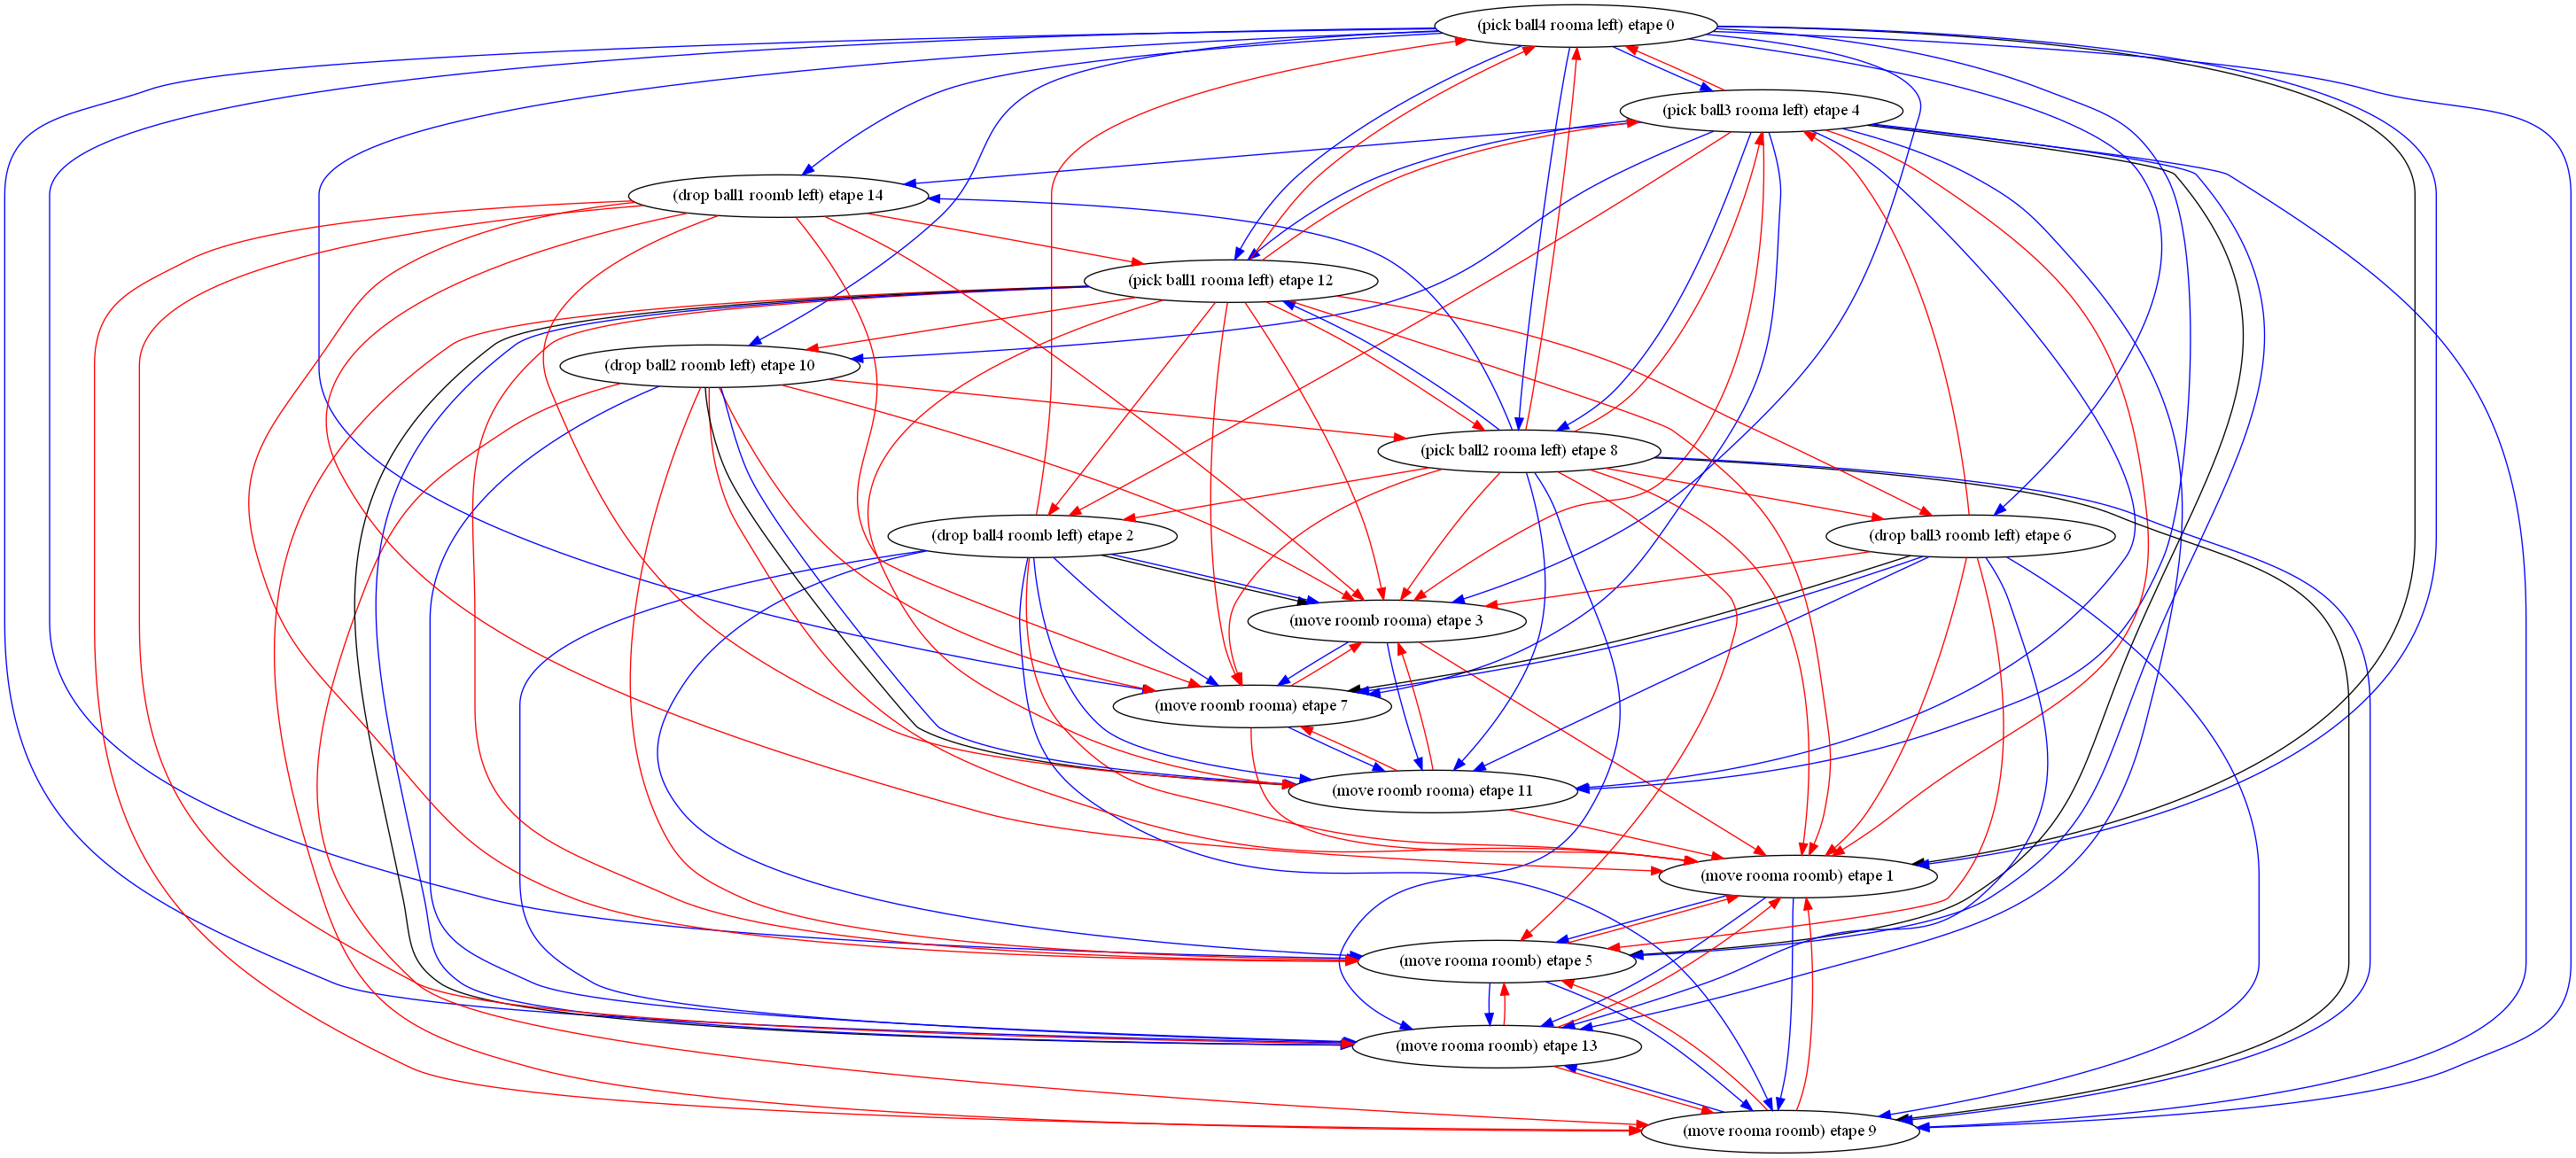 (pick ball4 rooma left) etape 0
(pick ball3 rooma left) etape 4
(drop ball1 roomb left) etape 14
(pick ball1 rooma left) etape 12
(drop ball2 roomb left) etape 10
(pick ball2 rooma left) etape 8
(drop ball4 roomb left) etape 2
(drop ball3 roomb left) etape 6
(move roomb rooma) etape 3
(move roomb rooma) etape 7
(move roomb rooma) etape 11
(move rooma roomb) etape 1
(move rooma roomb) etape 5
(move rooma roomb) etape 13
(move rooma roomb) etape 9